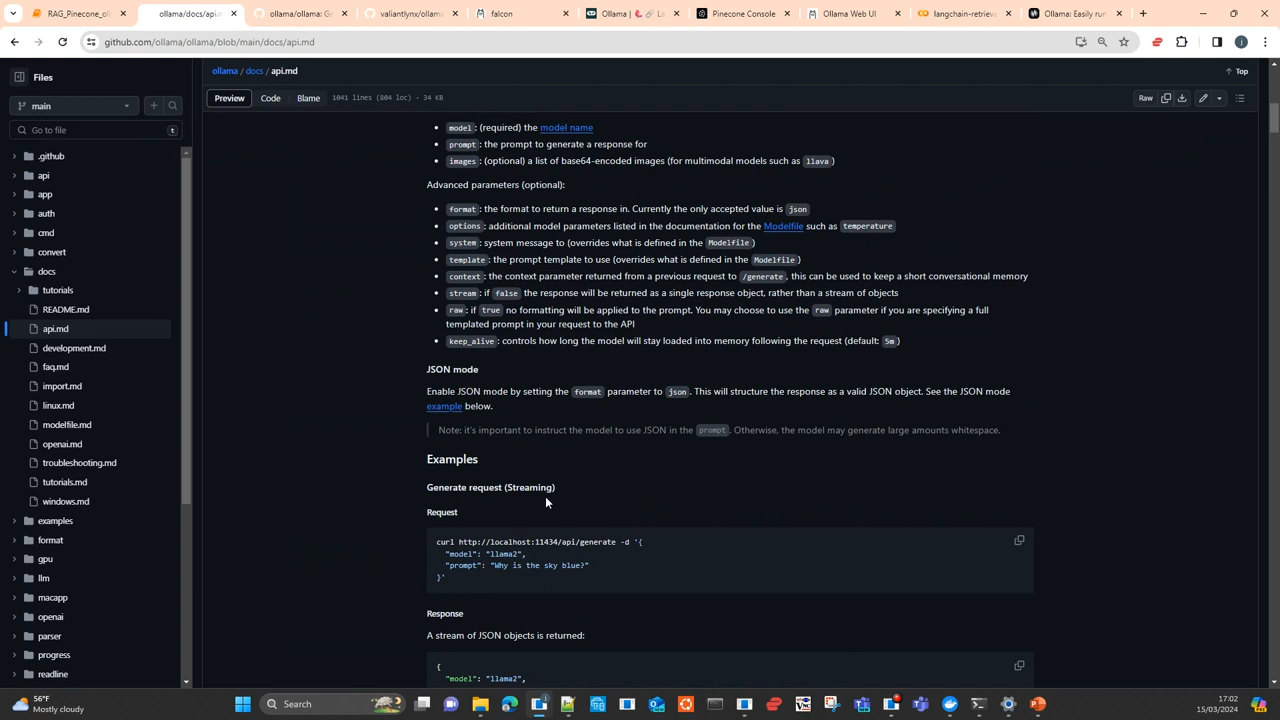 RAG_Pinecone_oll
ollama/docs/api.m
ollama/ollama: Ge
valiantlynx/ollama
falcon
Ollama | 🦜️🔗 La
Pinecone Console
Ollama Web UI
langchain-retrieva
Ollama: Easily run
github.com/ollama/ollama/blob/main/docs/api.md
Files
ollama / docs / api.md
Top
main
Preview Code Blame 1041 lines (804 loc) · 34 KB Raw
Go to file t
.github
api
app
auth
cmd
convert
docs
tutorials
README.md
api.md
development.md
faq.md
import.md
linux.md
modelfile.md
openai.md
troubleshooting.md
tutorials.md
windows.md
examples
format
gpu
llm
macapp
openai
parser
progress
readline
model: (required) the model name
prompt: the prompt to generate a response for
images: (optional) a list of base64-encoded images (for multimodal models such as llava)
Advanced parameters (optional):
format: the format to return a response in. Currently the only accepted value is json
options: additional model parameters listed in the documentation for the Modelfile such as temperature
system: system message to (overrides what is defined in the Modelfile)
template: the prompt template to use (overrides what is defined in the Modelfile)
context: the context parameter returned from a previous request to /generate, this can be used to keep a short conversational memory
stream: if false the response will be returned as a single response object, rather than a stream of objects
raw: if true no formatting will be applied to the prompt. You may choose to use the raw parameter if you are specifying a full
templated prompt in your request to the API
keep_alive: controls how long the model will stay loaded into memory following the request (default: 5m)
JSON mode
Enable JSON mode by setting the format parameter to json. This will structure the response as a valid JSON object. See the JSON mode
example below.
Note: it's important to instruct the model to use JSON in the prompt. Otherwise, the model may generate large amounts whitespace.
Examples
Generate request (Streaming)
Request
curl http://localhost:11434/api/generate -d '{
"model": "llama2",
"prompt": "Why is the sky blue?"
}'
Response
A stream of JSON objects is returned:
{
"model": "llama2",
56°F
Mostly cloudy
Search
17:02
15/03/2024